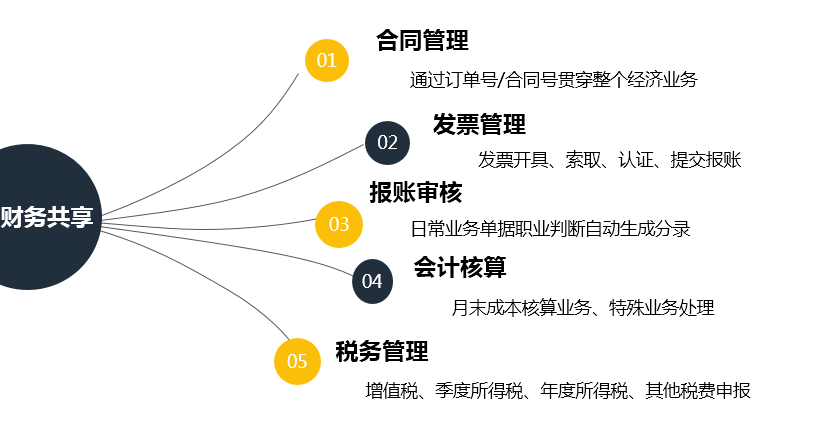 财务共享
01
合同管理
通过订单号/合同号贯穿整个经济业务
02
发票管理
发票开具、索取、认证、提交报账
03
报账审核
日常业务单据职业判断自动生成分录
04
会计核算
月末成本核算业务、特殊业务处理
05
税务管理
增值税、季度所得税、年度所得税、其他税费申报